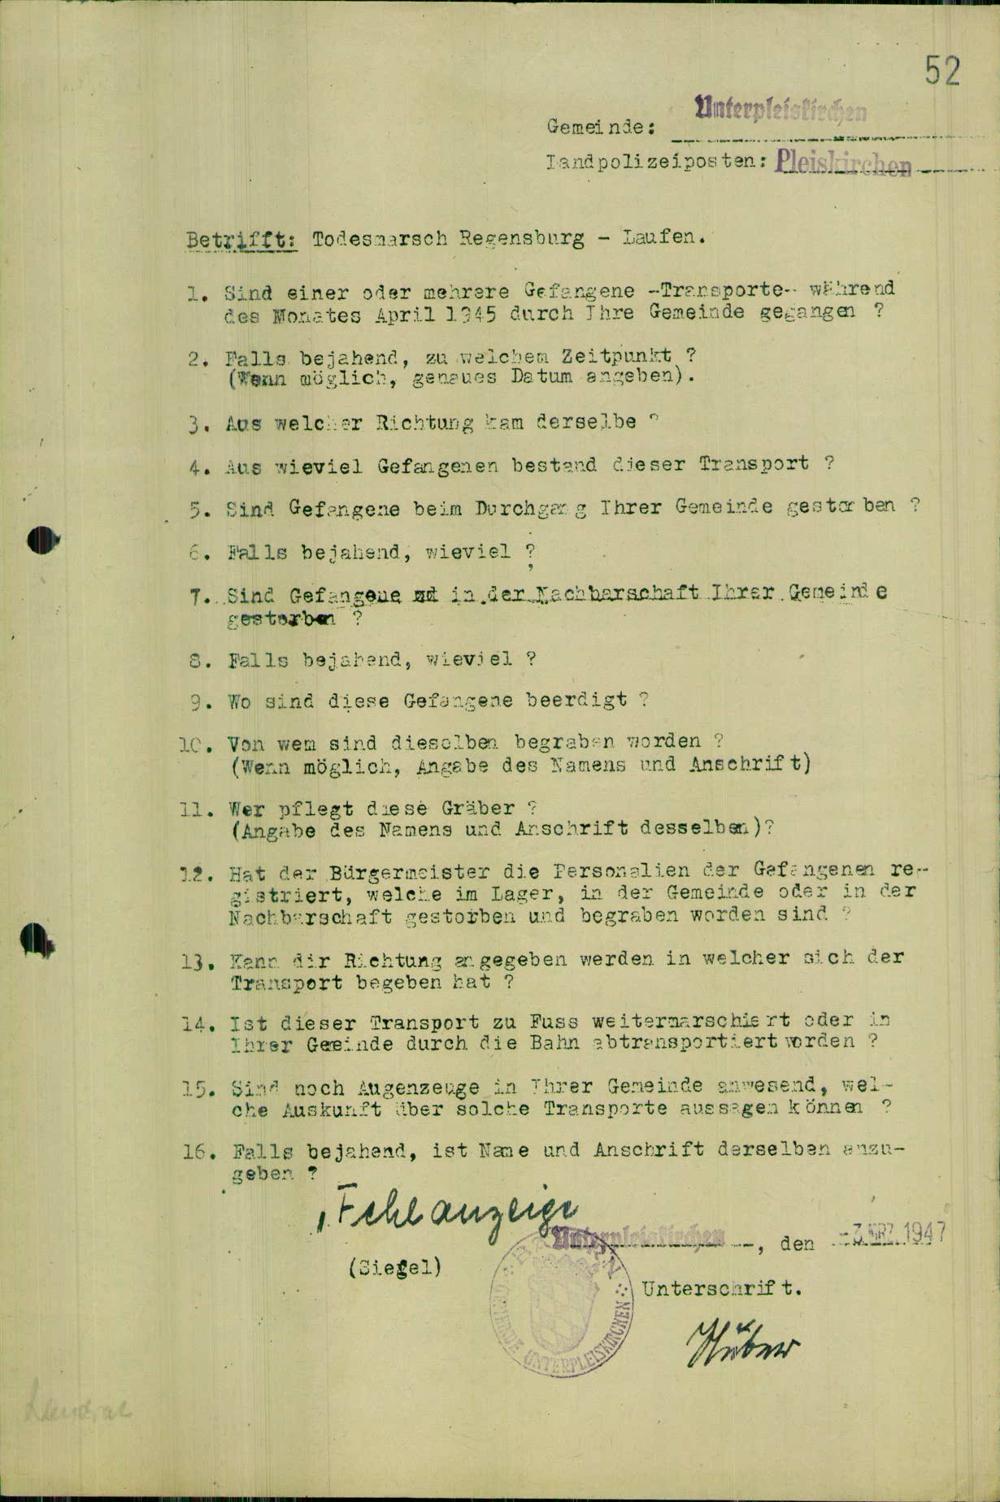 52
Unterpleiskirchen
Gemeinde:
Landpolizeiposten: Pleiskirchen
Betrifft: Todesmarsch Regensburg - Laufen.
1. Sind einer oder mehrere Gefangene -Transporte- während
des Monates April 1945 durch Ihre Gemeinde gegangen ?
2. Falls bejahend, zu welchem Zeitpunkt ?
(Wenn möglich, genaues Datum angeben).
3. Aus welcher Richtung kam derselbe ?
4. Aus wieviel Gefangenen bestand dieser Transport ?
5. Sind Gefangene beim Durchgang Ihrer Gemeinde gestorben ?
6. Falls bejahend, wieviel ?
7. Sind Gefangene in der Nachbarschaft Ihrer Gemeinde
gestorben ?
8. Falls bejahend, wieviel ?
9. Wo sind diese Gefangene beerdigt ?
10. Von wem sind dieselben begraben worden ?
(Wenn möglich, Angabe des Namens und Anschrift)
11. Wer pflegt diese Gräber ?
(Angabe des Namens und Anschrift desselben)?
12. Hat der Bürgermeister die Personalien der Gefangenen re-
gistriert, welche im Lager, in der Gemeinde oder in der
Nachbarschaft gestorben und begraben worden sind ?
13. Kann dir Richtung angegeben werden in welcher sich der
Transport begeben hat ?
14. Ist dieser Transport zu Fuss weitermarschiert oder in
Ihrer Gemeinde durch die Bahn abtransportiert worden ?
15. Sind noch Augenzeuge in Ihrer Gemeinde anwesend, wel-
che Auskunft über solche Transporte aussagen können ?
16. Falls bejahend, ist Name und Anschrift derselben anzu-
geben ?
Fehlanzeige
Unterpleiskirchen, den -3. MRZ. 1947
(Siegel)
BAYERN
GEMEINDE UNTERPLEISKIRCHEN
Unterschrift.
Huber